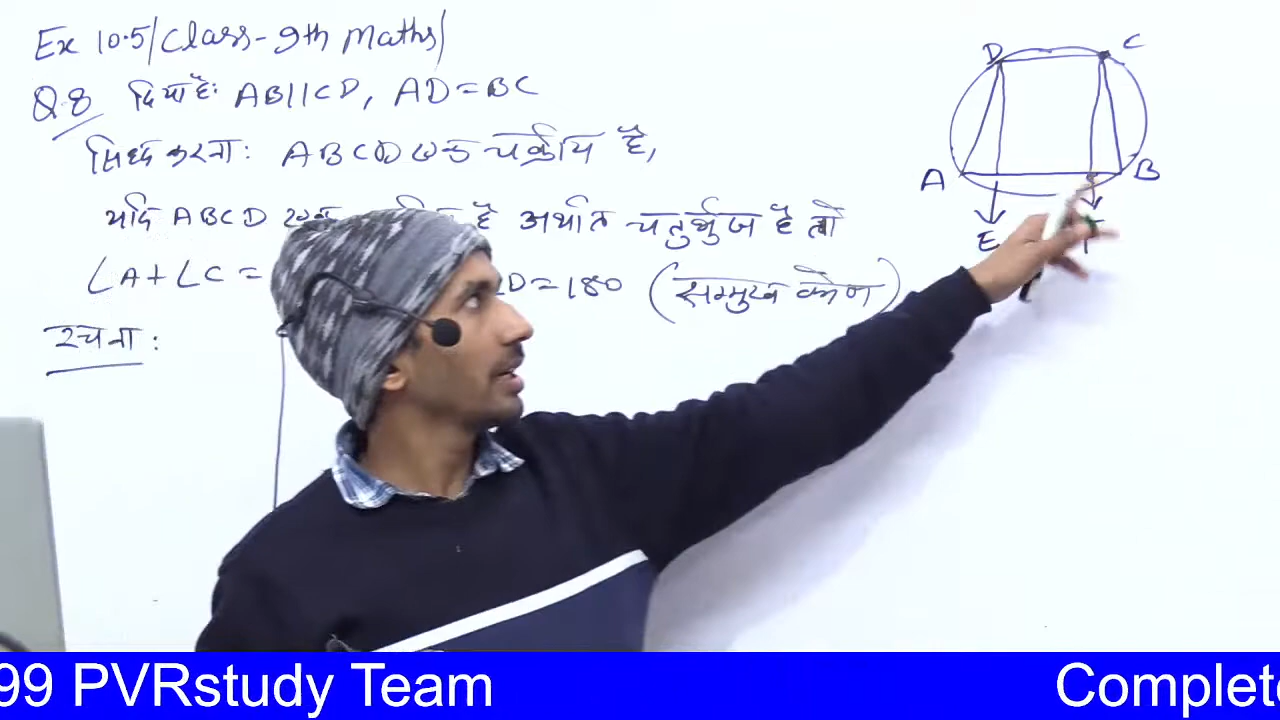 Ex 10.5/Class-9th Maths/
Q.8 दिया है: AB||CD, AD=BC
सिध्द करना: ABCD एक चक्रीय है,
यदि ABCD एक है अर्थात चतुर्भुज है तो
∠A+∠C= D=180 (सम्मुख कोण)
रचना:
D C
A B
E
99 PVRstudy Team Complete